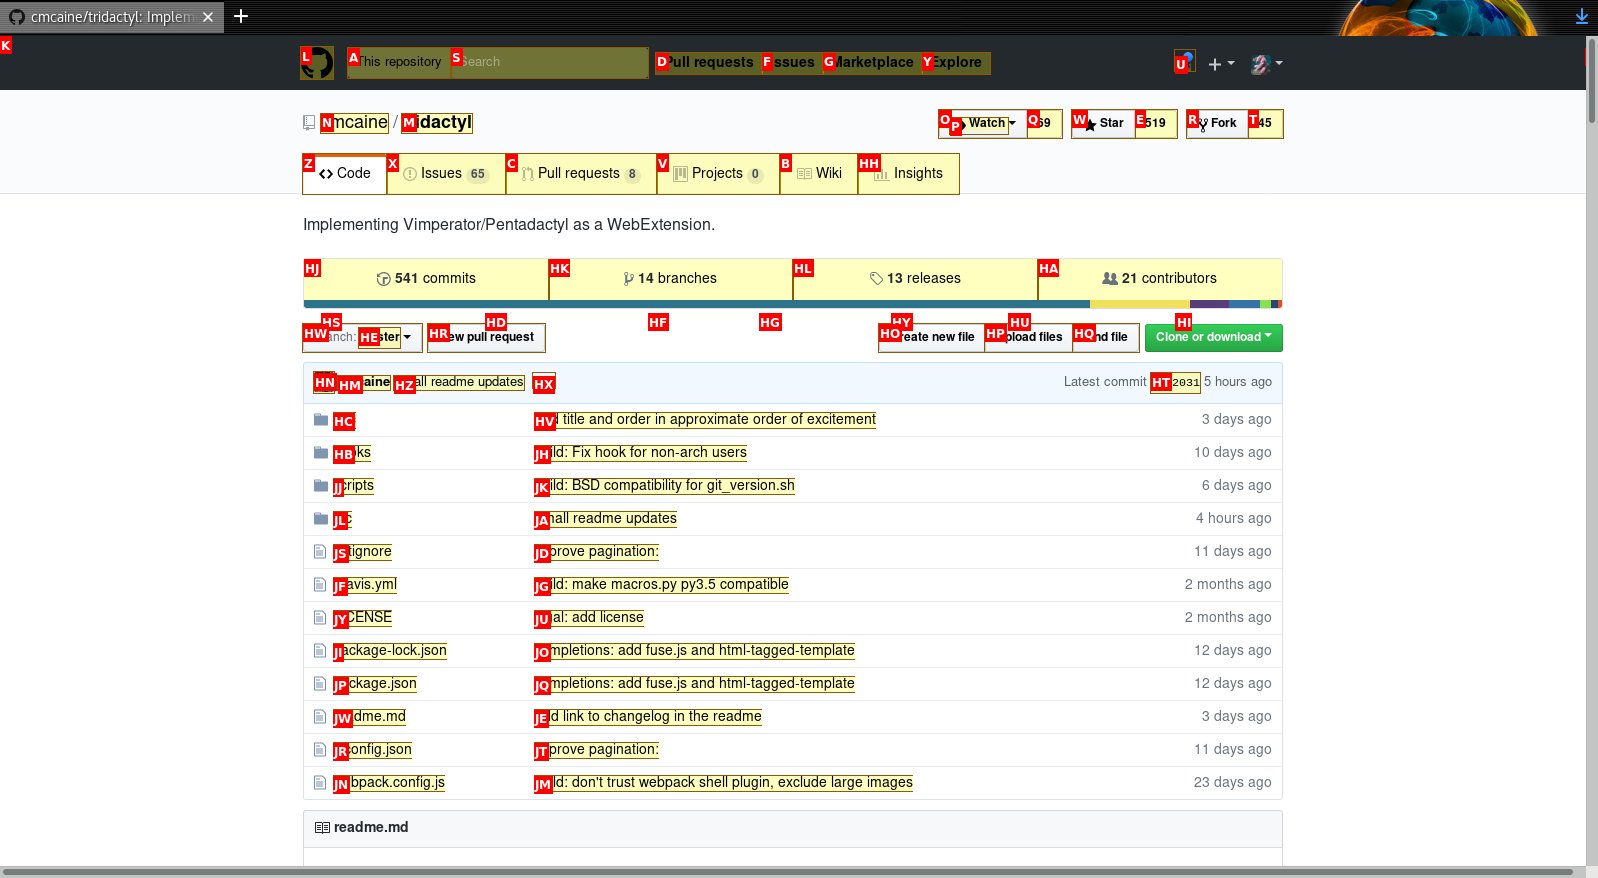 cmcaine/tridactyl: Implem
K
L A This repository S Search D Pull requests F Issues G Marketplace Y Explore U
N cmcaine / M tridactyl O P Watch Q 69 W Star E 519 R Fork T 45
Z Code X Issues 65 C Pull requests 8 V Projects 0 B Wiki HH Insights
Implementing Vimperator/Pentadactyl as a WebExtension.
HJ 541 commits HK 14 branches HL 13 releases HA 21 contributors
HS HD HF HG HY HU HI
HW anch: HE ster HR ew pull request HO reate new file HP pload files HQ nd file Clone or download
HN HM aine HZ all readme updates HX Latest commit HT 2031 5 hours ago
HC HV title and order in approximate order of excitement 3 days ago
HB ks JH ild: Fix hook for non-arch users 10 days ago
JJ cripts JK ild: BSD compatibility for git_version.sh 6 days ago
JL c JA mall readme updates 4 hours ago
JS tignore JD prove pagination: 11 days ago
JF avis.yml JG ild: make macros.py py3.5 compatible 2 months ago
JY CENSE JU al: add license 2 months ago
JI ackage-lock.json JO mpletions: add fuse.js and html-tagged-template 12 days ago
JP ckage.json JQ mpletions: add fuse.js and html-tagged-template 12 days ago
JW dme.md JE d link to changelog in the readme 3 days ago
JR config.json JT prove pagination: 11 days ago
JN bpack.config.js JM ld: don't trust webpack shell plugin, exclude large images 23 days ago
readme.md